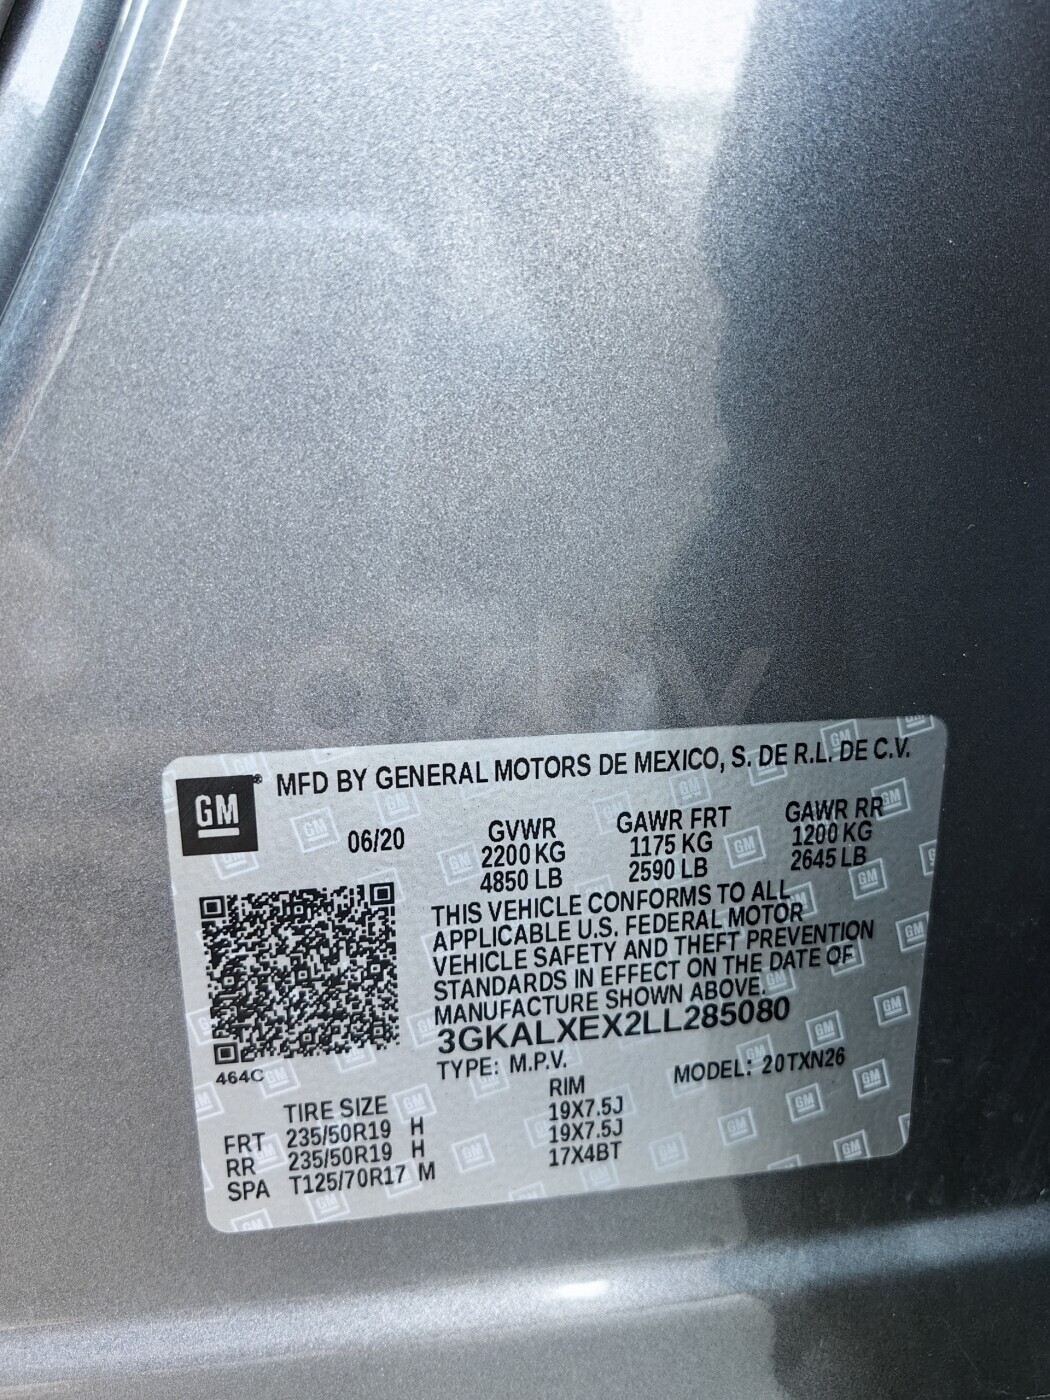 av.by
GM
® MFD BY GENERAL MOTORS DE MEXICO, S. DE R.L. DE C.V.
06/20 GVWR GAWR FRT GAWR RR
2200 KG 1175 KG 1200 KG
4850 LB 2590 LB 2645 LB
THIS VEHICLE CONFORMS TO ALL
APPLICABLE U.S. FEDERAL MOTOR
VEHICLE SAFETY AND THEFT PREVENTION
STANDARDS IN EFFECT ON THE DATE OF
MANUFACTURE SHOWN ABOVE.
3GKALXEX2LL285080
464C TYPE: M.P.V. MODEL: 20TXN26
TIRE SIZE RIM
FRT 235/50R19 H 19X7.5J
RR 235/50R19 H 19X7.5J
SPA T125/70R17 M 17X4BT